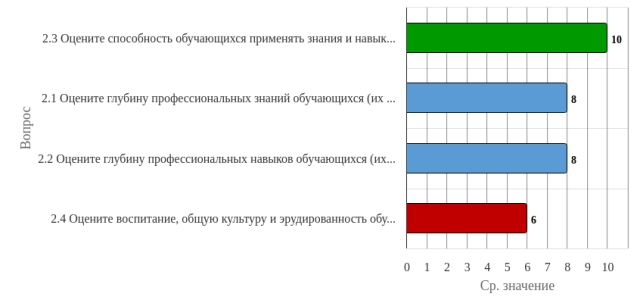 2.3 Оцените способность обучающихся применять знания и навык...
10
2.1 Оцените глубину профессиональных знаний обучающихся (их ...
8
2.2 Оцените глубину профессиональных навыков обучающихся (их...
8
2.4 Оцените воспитание, общую культуру и эрудированность обу...
6
Вопрос
0 1 2 3 4 5 6 7 8 9 10
Ср. значение